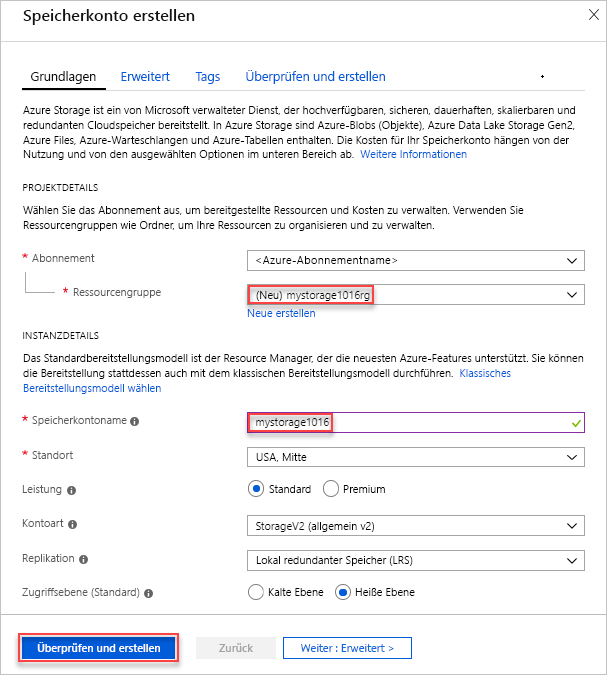 Speicherkonto erstellen
Grundlagen Erweitert Tags Überprüfen und erstellen
Azure Storage ist ein von Microsoft verwalteter Dienst, der hochverfügbaren, sicheren, dauerhaften, skalierbaren und
redundanten Cloudspeicher bereitstellt. In Azure Storage sind Azure-Blobs (Objekte), Azure Data Lake Storage Gen2,
Azure Files, Azure-Warteschlangen und Azure-Tabellen enthalten. Die Kosten für Ihr Speicherkonto hängen von der
Nutzung und von den ausgewählten Optionen im unteren Bereich ab. Weitere Informationen
PROJEKTDETAILS
Wählen Sie das Abonnement aus, um bereitgestellte Ressourcen und Kosten zu verwalten. Verwenden Sie
Ressourcengruppen wie Ordner, um Ihre Ressourcen zu organisieren und zu verwalten.
* Abonnement <Azure-Abonnementname>
* Ressourcengruppe (Neu) mystorage1016rg
Neue erstellen
INSTANZDETAILS
Das Standardbereitstellungsmodell ist der Resource Manager, der die neuesten Azure-Features unterstützt. Sie können
die Bereitstellung stattdessen auch mit dem klassischen Bereitstellungsmodell durchführen. Klassisches
Bereitstellungsmodell wählen
* Speicherkontoname mystorage1016
* Standort USA, Mitte
Leistung Standard Premium
Kontoart StorageV2 (allgemein v2)
Replikation Lokal redundanter Speicher (LRS)
Zugriffsebene (Standard) Kalte Ebene Heiße Ebene
Überprüfen und erstellen Zurück Weiter : Erweitert >